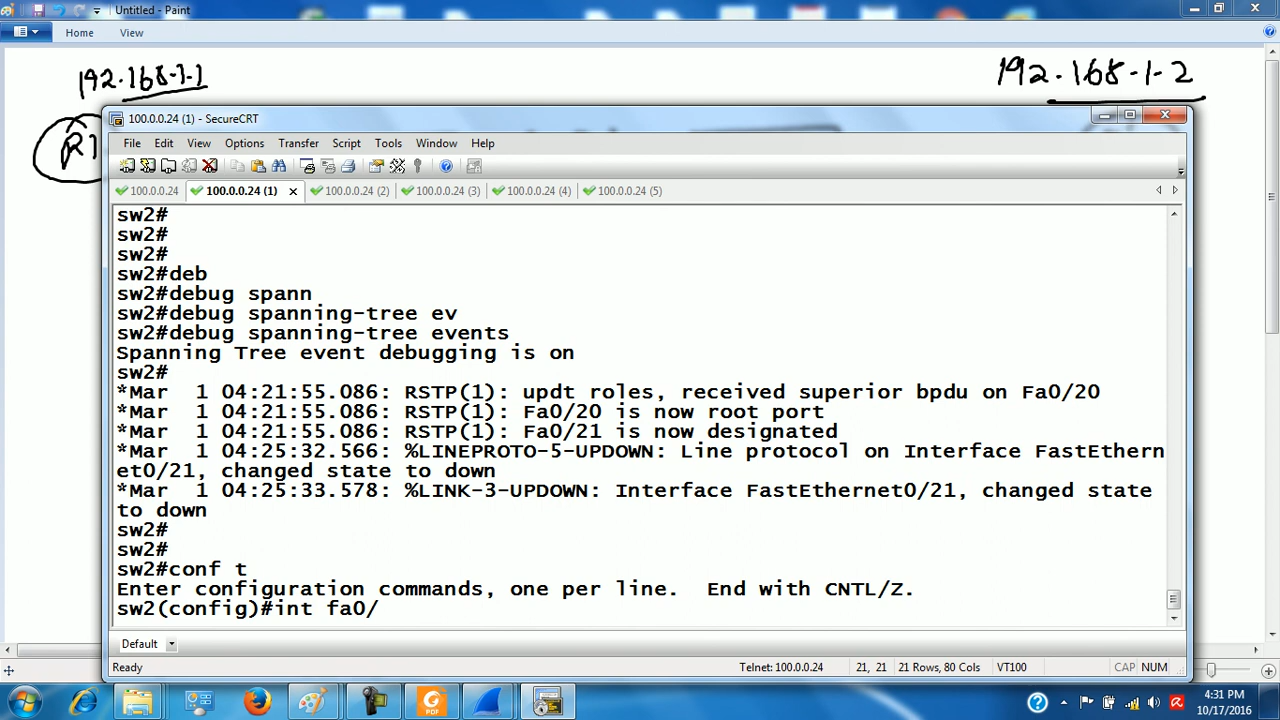 Untitled - Paint
Home View
192.168.1.1
192.168.1.2
R1
100.0.0.24 (1) - SecureCRT
File Edit View Options Transfer Script Tools Window Help
100.0.0.24 100.0.0.24 (1) 100.0.0.24 (2) 100.0.0.24 (3) 100.0.0.24 (4) 100.0.0.24 (5)
sw2#
sw2#
sw2#
sw2#deb
sw2#debug spann
sw2#debug spanning-tree ev
sw2#debug spanning-tree events
Spanning Tree event debugging is on
sw2#
*Mar  1 04:21:55.086: RSTP(1): updt roles, received superior bpdu on Fa0/20
*Mar  1 04:21:55.086: RSTP(1): Fa0/20 is now root port
*Mar  1 04:21:55.086: RSTP(1): Fa0/21 is now designated
*Mar  1 04:25:32.566: %LINEPROTO-5-UPDOWN: Line protocol on Interface FastEthern
et0/21, changed state to down
*Mar  1 04:25:33.578: %LINK-3-UPDOWN: Interface FastEthernet0/21, changed state
to down
sw2#
sw2#
sw2#conf t
Enter configuration commands, one per line.  End with CNTL/Z.
sw2(config)#int fa0/
Default
Ready Telnet: 100.0.0.24 21, 21 21 Rows, 80 Cols VT100 CAP NUM
PDF
4:31 PM
10/17/2016